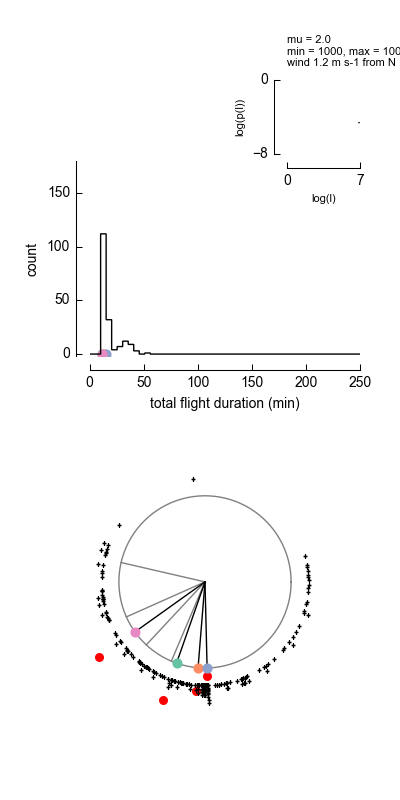 mu = 2.0
min = 1000, max = 100
wind 1.2 m s-1 from N
0
log(p(l))
−8
0 7
log(l)
150
100
50
0
count
0 50 100 150 200 250
total flight duration (min)